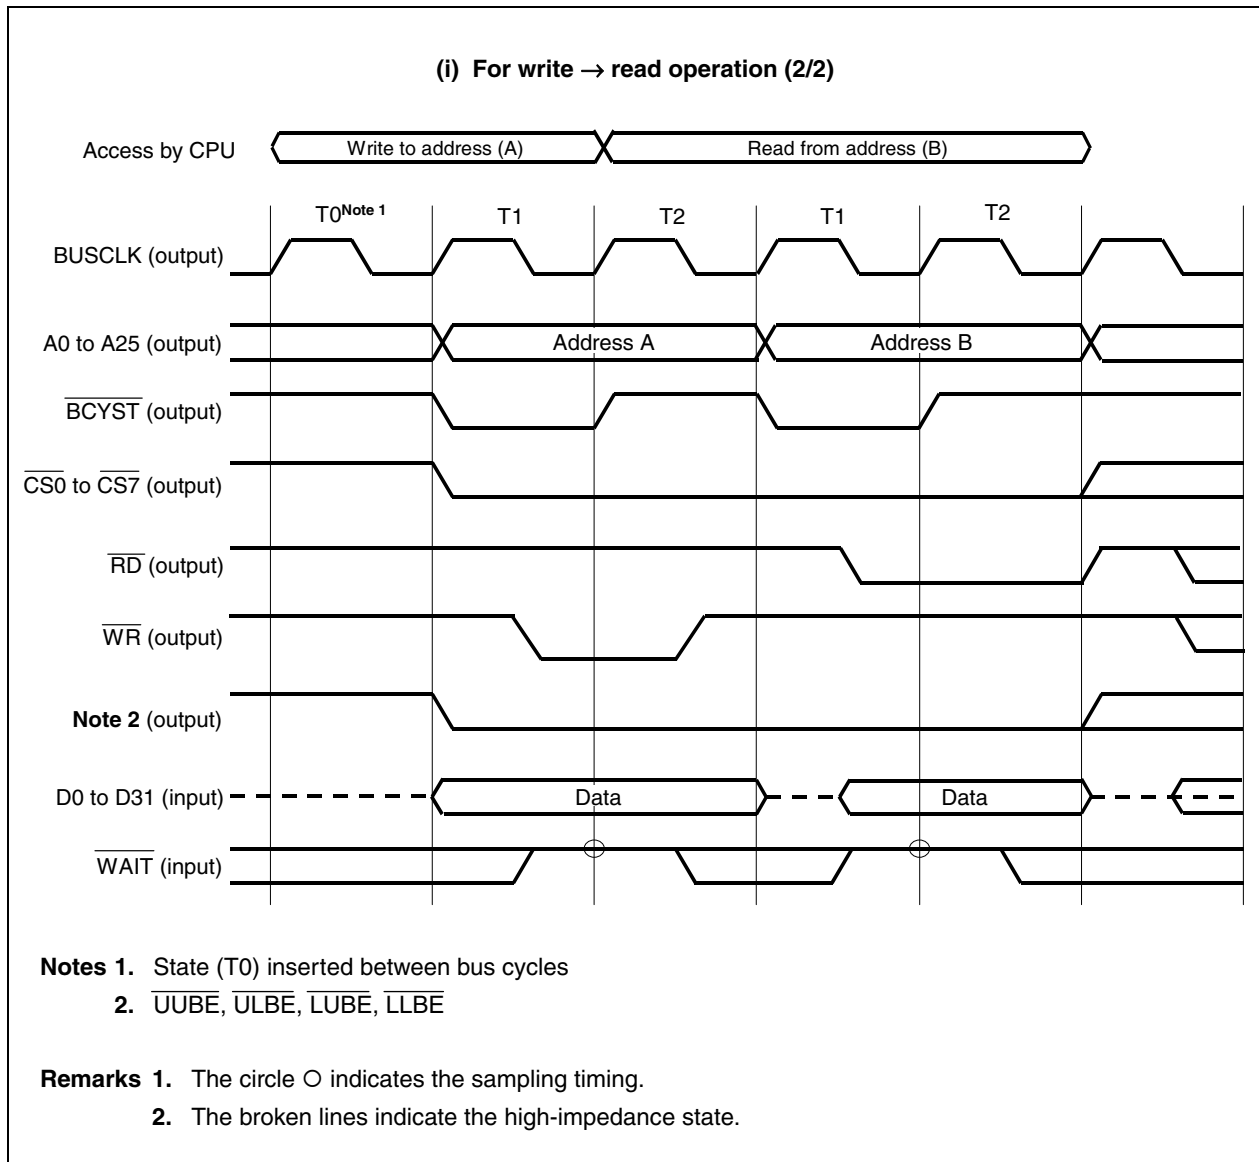 (i) For write → read operation (2/2)
Access by CPU
Write to address (A)
Read from address (B)
T0Note 1
T1
T2
T1
T2
BUSCLK (output)
A0 to A25 (output)
Address A
Address B
BCYST (output)
CS0 to CS7 (output)
RD (output)
WR (output)
Note 2 (output)
D0 to D31 (input)
Data
Data
WAIT (input)
Notes 1. State (T0) inserted between bus cycles
2. UUBE, ULBE, LUBE, LLBE
Remarks 1. The circle O indicates the sampling timing.
2. The broken lines indicate the high-impedance state.